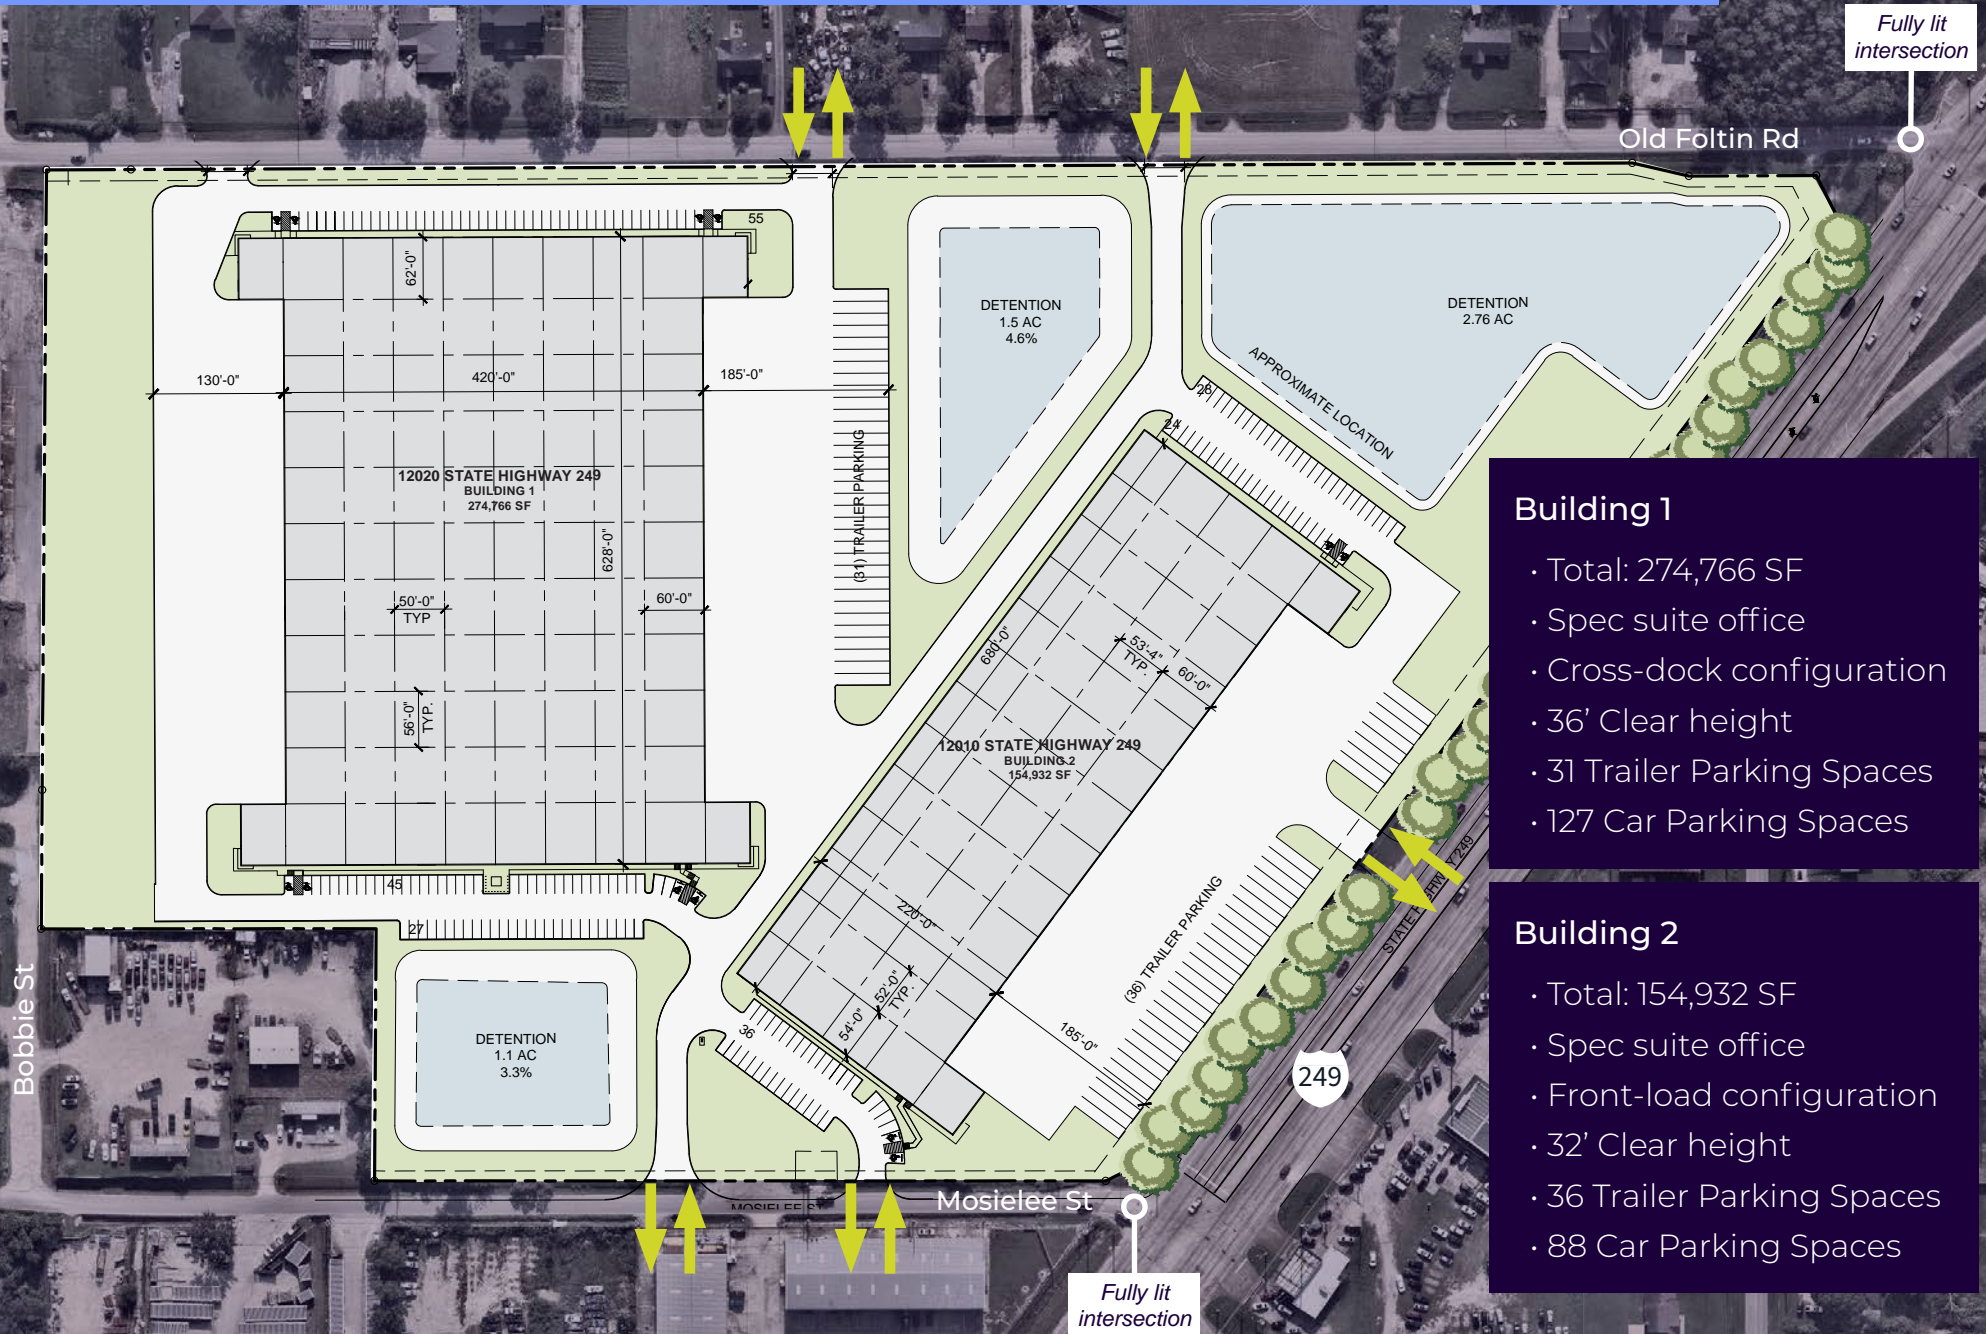 Fully lit
intersection
Old Foltin Rd
55
62'-0"
DETENTION
1.5 AC
4.6%
DETENTION
2.76 AC
APPROXIMATE LOCATION
130'-0"
420'-0"
185'-0"
28
24
(31) TRAILER PARKING
12020 STATE HIGHWAY 249
BUILDING 1
274,766 SF
628'-0"
50'-0"
TYP
60'-0"
56'-0"
TYP.
680'-0"
53'-4"
TYP.
60'-0"
12010 STATE HIGHWAY 249
BUILDING 2
154,932 SF
45
27
220'-0"
52'-0"
TYP.
54'-0"
36
185'-0"
(36) TRAILER PARKING
STATE HIGHWAY 249
DETENTION
1.1 AC
3.3%
Bobbie St
249
MOSIELEE ST
Mosielee St
Fully lit
intersection
Building 1
• Total: 274,766 SF
• Spec suite office
• Cross-dock configuration
• 36’ Clear height
• 31 Trailer Parking Spaces
• 127 Car Parking Spaces
Building 2
• Total: 154,932 SF
• Spec suite office
• Front-load configuration
• 32’ Clear height
• 36 Trailer Parking Spaces
• 88 Car Parking Spaces